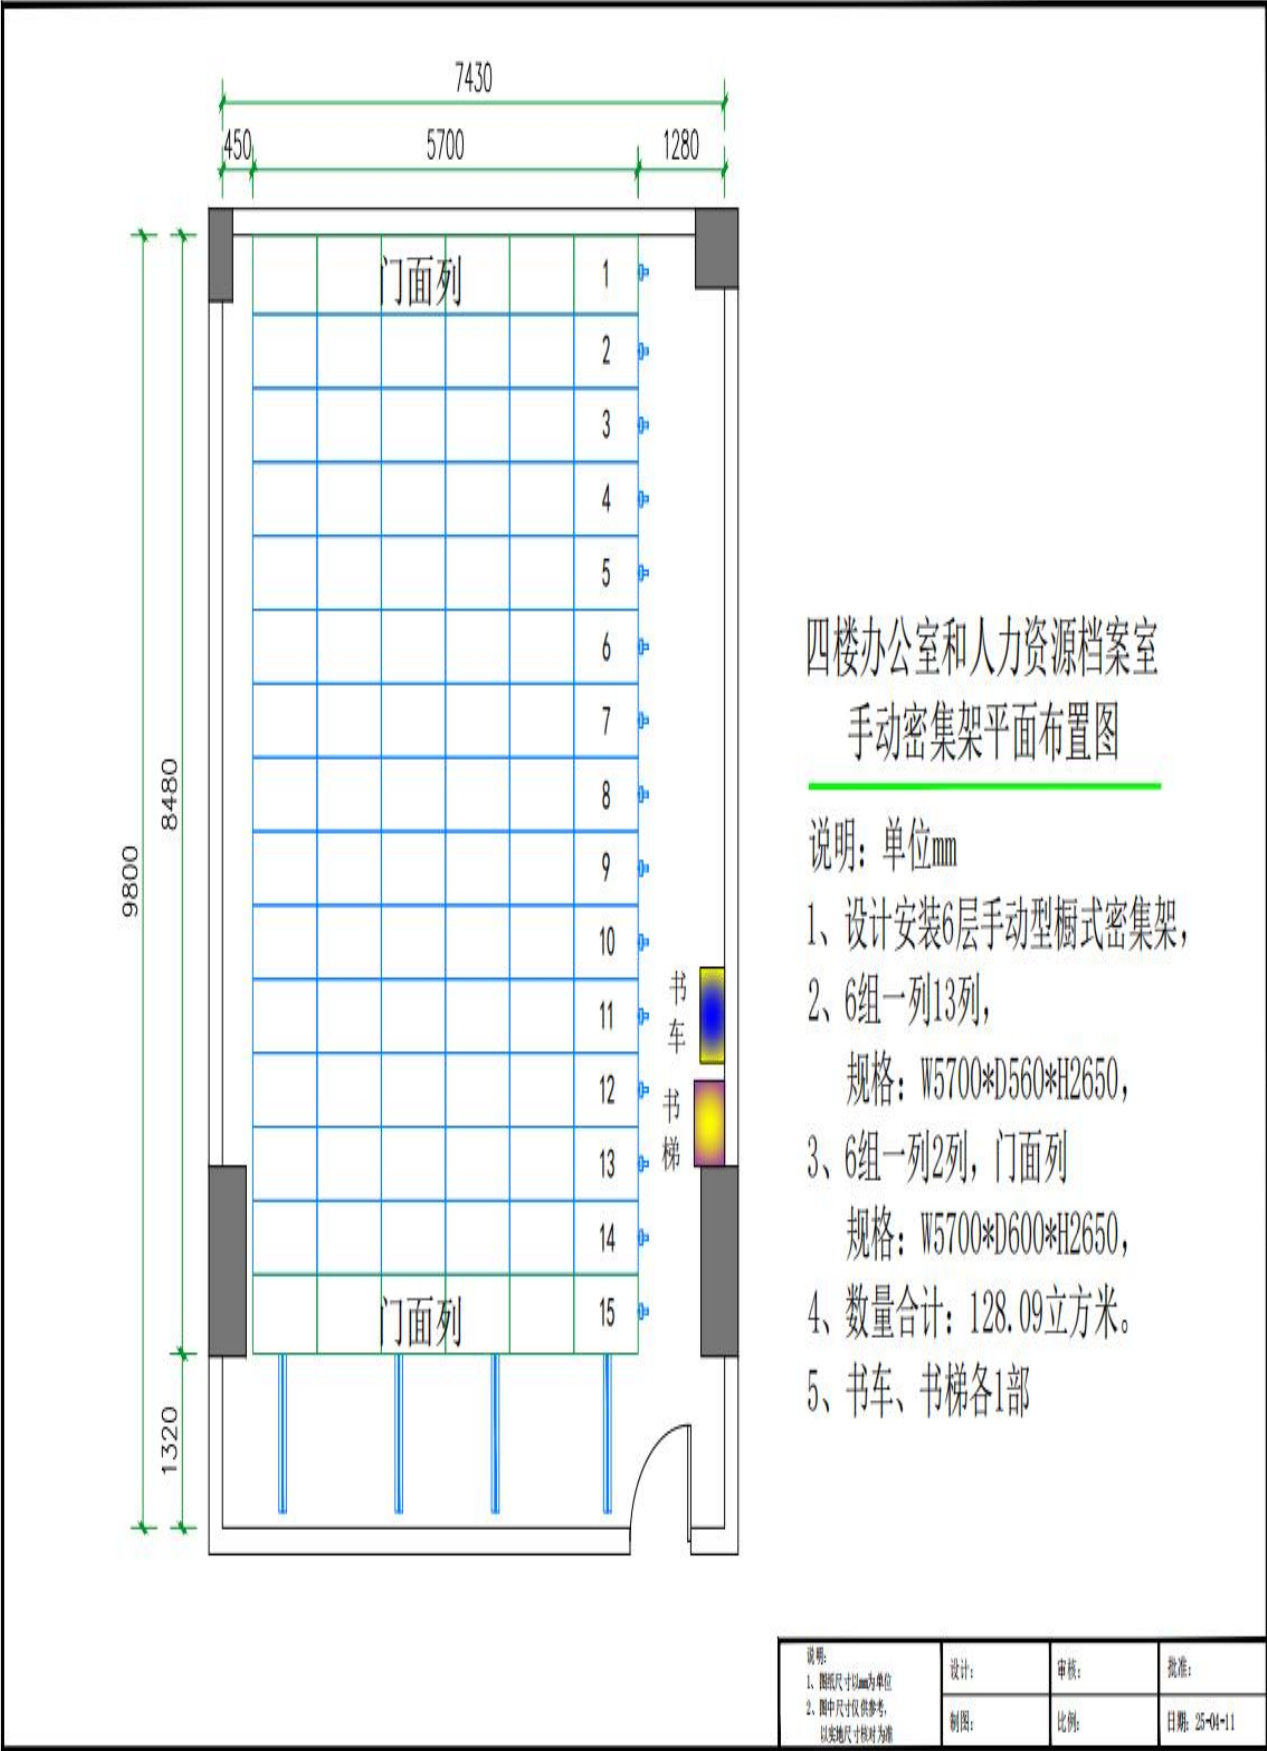 7430
450
5700
1280
门面列
1
2
3
4
5
6
7
8
9
10
11
12
13
14
门面列
15
8480
9800
1320
书车
书梯
四楼办公室和人力资源档案室
手动密集架平面布置图
说明：单位mm
1、设计安装6层手动型橱式密集架，
2、6组一列13列，
规格：W5700*D560*H2650，
3、6组一列2列，门面列
规格：W5700*D600*H2650，
4、数量合计：128.09立方米。
5、书车、书梯各1部
说明：
1、图纸尺寸以mm为单位
2、图中尺寸仅供参考，
以实地尺寸核对为准
设计：
审核：
批准：
制图：
比例：
日期：25-04-11